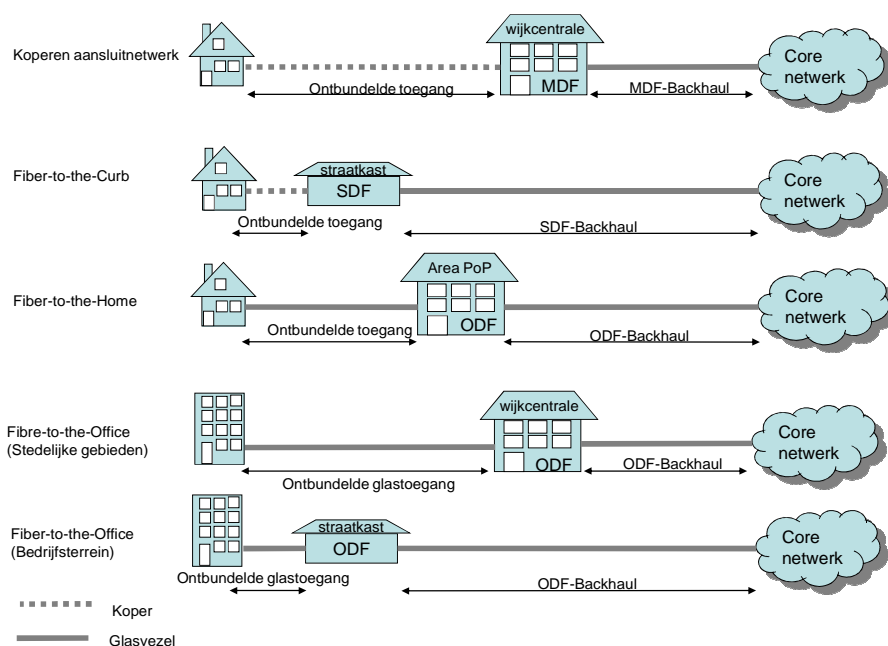 Koperen aansluitnetwerk
wijkcentrale
MDF
Core
netwerk
Ontbundelde toegang
MDF-Backhaul
Fiber-to-the-Curb
straatkast
SDF
Core
netwerk
Ontbundelde toegang
SDF-Backhaul
Fiber-to-the-Home
Area PoP
ODF
Core
netwerk
Ontbundelde toegang
ODF-Backhaul
Fibre-to-the-Office
(Stedelijke gebieden)
wijkcentrale
ODF
Core
netwerk
Ontbundelde glastoegang
ODF-Backhaul
Fiber-to-the-Office
(Bedrijfsterrein)
straatkast
ODF
Core
netwerk
Ontbundelde glastoegang
ODF-Backhaul
Koper
Glasvezel